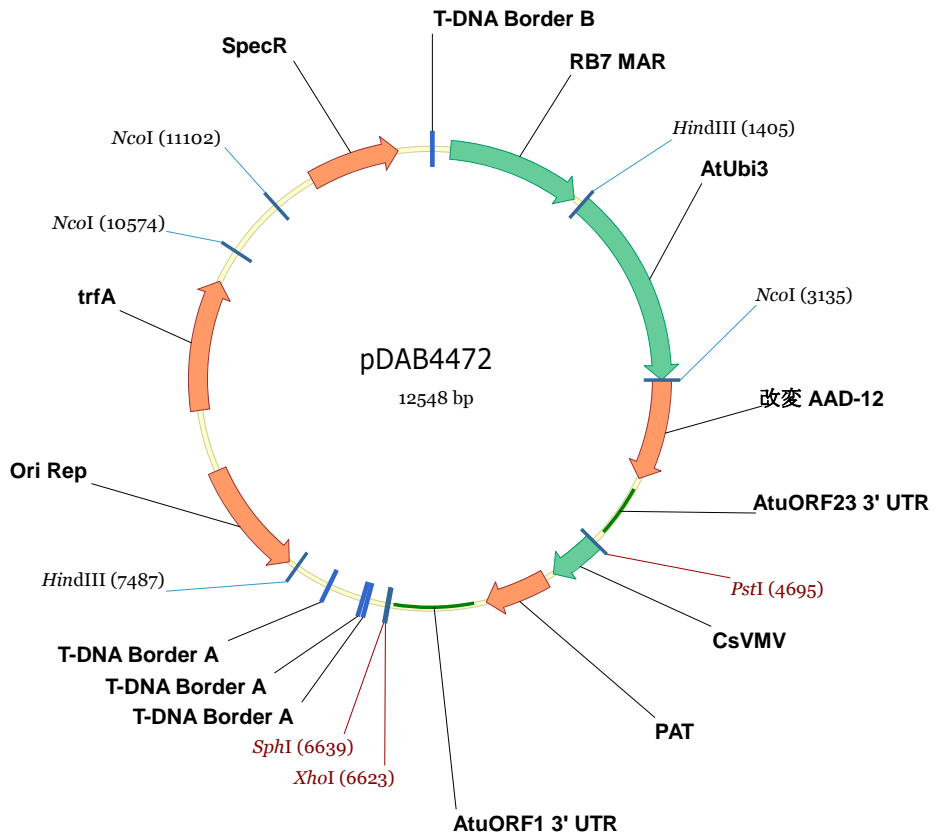 T-DNA Border B
SpecR
RB7 MAR
NcoI (11102)
HindIII (1405)
AtUbi3
NcoI (10574)
trfA
NcoI (3135)
pDAB4472
12548 bp
改変 AAD-12
Ori Rep
AtuORF23 3' UTR
HindIII (7487)
PstI (4695)
CsVMV
T-DNA Border A
T-DNA Border A
T-DNA Border A
PAT
SphI (6639)
XhoI (6623)
AtuORF1 3' UTR